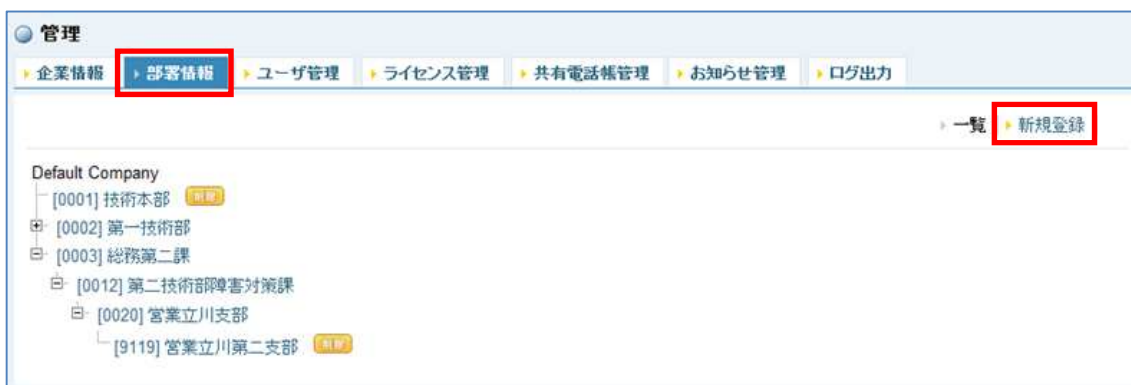 管理
企業情報 部署情報 ユーザ管理 ライセンス管理 共有電話帳管理 お知らせ管理 ログ出力
一覧 新規登録
Default Company
[0001] 技術本部 削除
[0002] 第一技術部
[0003] 総務第二課
[0012] 第二技術部障害対策課
[0020] 営業立川支部
[9119] 営業立川第二支部 削除